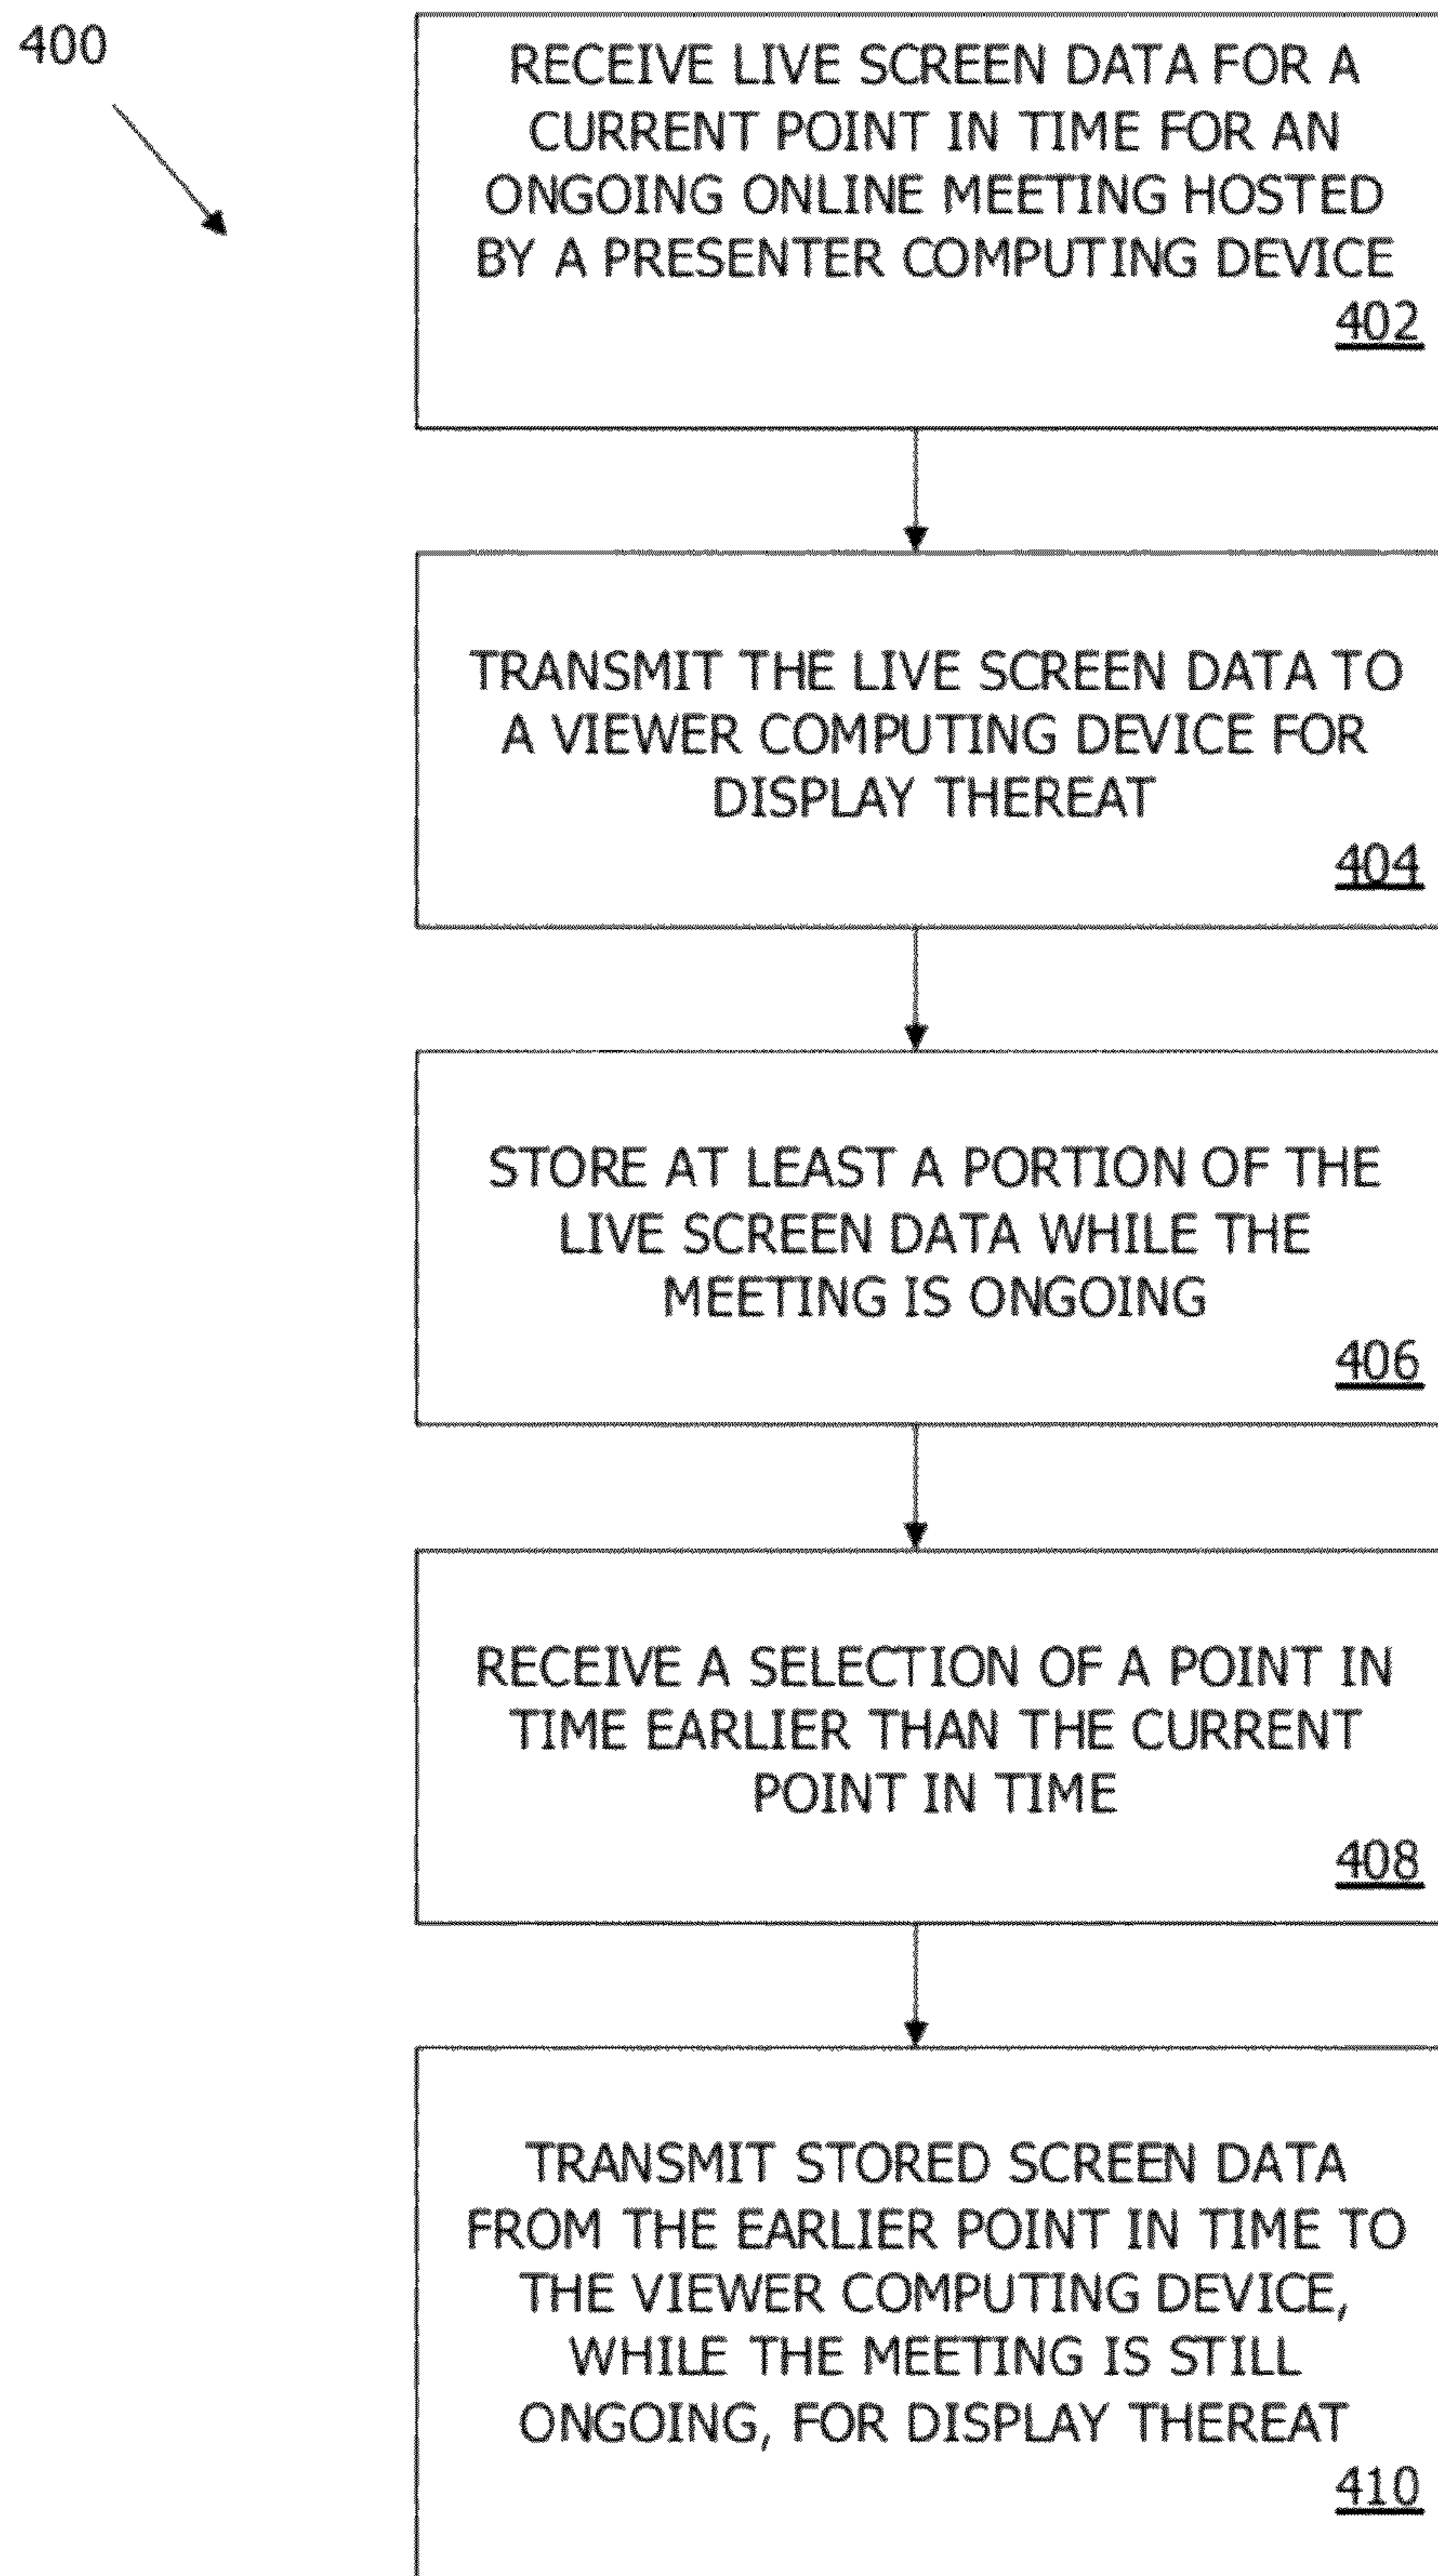 400
RECEIVE LIVE SCREEN DATA FOR A
CURRENT POINT IN TIME FOR AN
ONGOING ONLINE MEETING HOSTED
BY A PRESENTER COMPUTING DEVICE
402
TRANSMIT THE LIVE SCREEN DATA TO
A VIEWER COMPUTING DEVICE FOR
DISPLAY THEREAT
404
STORE AT LEAST A PORTION OF THE
LIVE SCREEN DATA WHILE THE
MEETING IS ONGOING
406
RECEIVE A SELECTION OF A POINT IN
TIME EARLIER THAN THE CURRENT
POINT IN TIME
408
TRANSMIT STORED SCREEN DATA
FROM THE EARLIER POINT IN TIME TO
THE VIEWER COMPUTING DEVICE,
WHILE THE MEETING IS STILL
ONGOING, FOR DISPLAY THEREAT
410